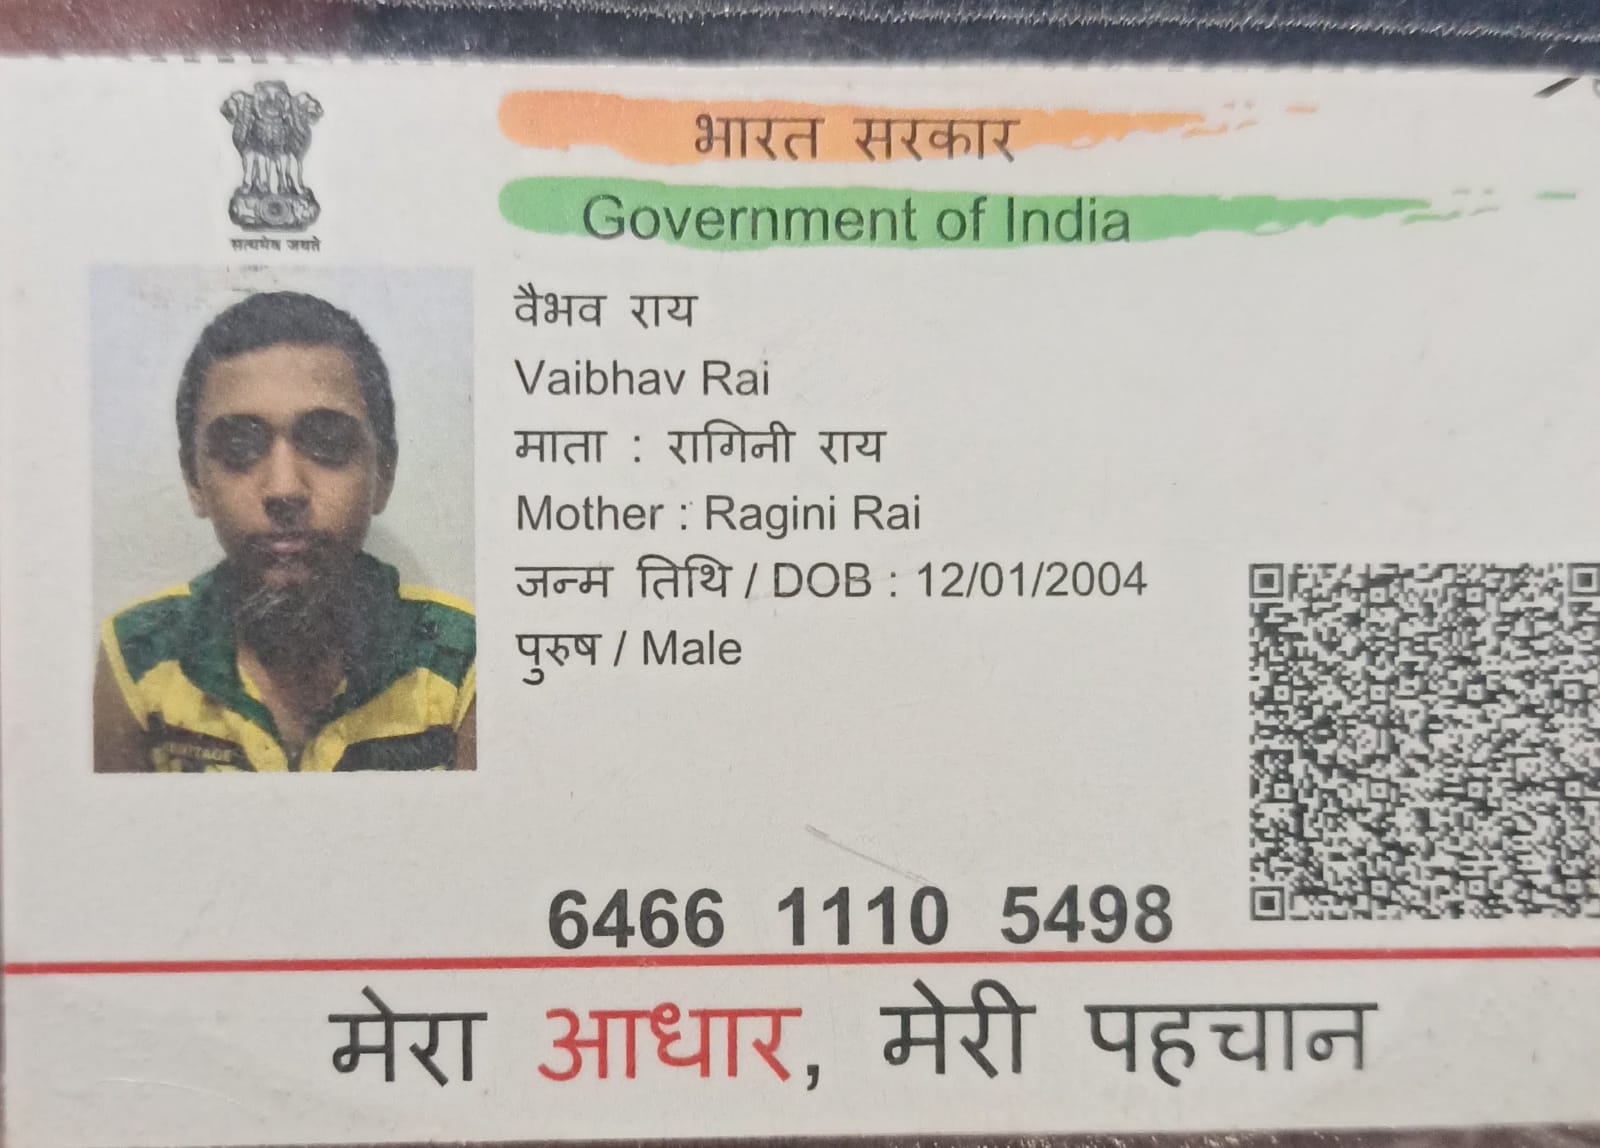 सत्यमेव जयते
भारत सरकार
Government of India
वैभव राय
Vaibhav Rai
माता : रागिनी राय
Mother : Ragini Rai
जन्म तिथि / DOB : 12/01/2004
पुरुष / Male
6466 1110 5498
मेरा आधार, मेरी पहचान